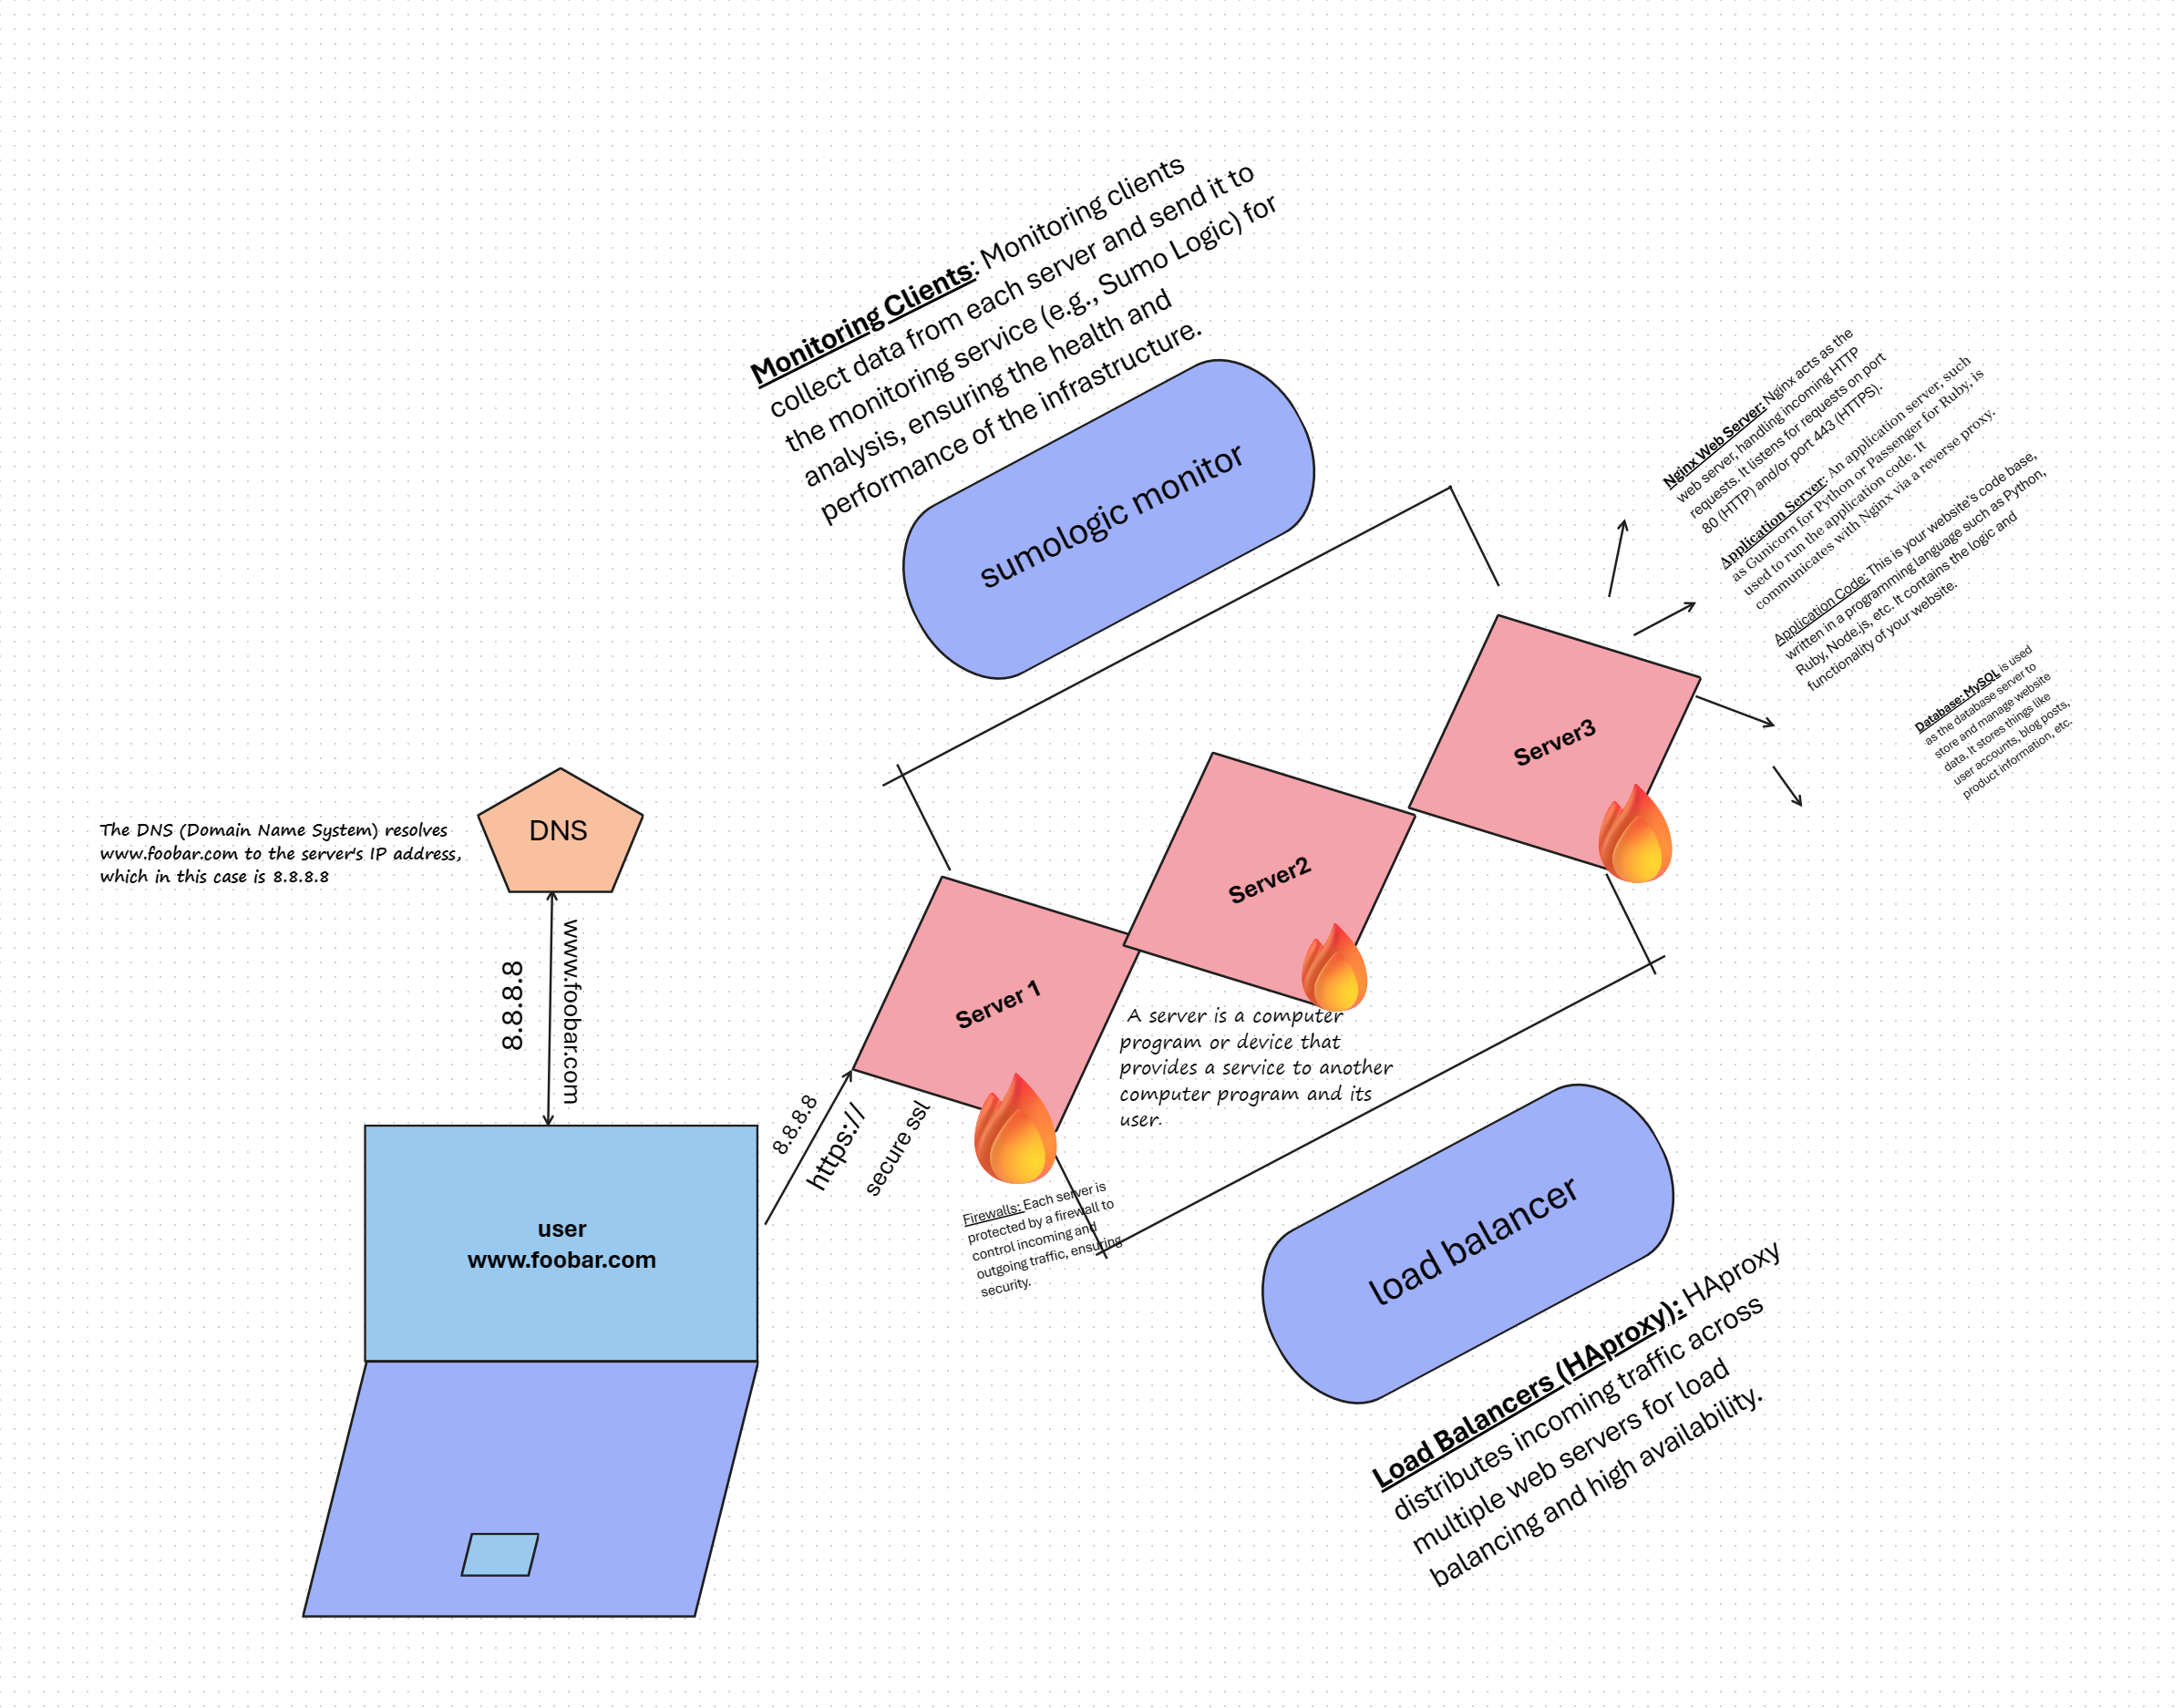 Monitoring Clients: Monitoring clients
collect data from each server and send it to
the monitoring service (e.g., Sumo Logic) for
analysis, ensuring the health and
performance of the infrastructure.
sumologic monitor
Nginx Web Server: Nginx acts as the
web server, handling incoming HTTP
requests. It listens for requests on port
80 (HTTP) and/or port 443 (HTTPS).
Application Server: An application server, such
as Gunicorn for Python or Passenger for Ruby, is
used to run the application code. It
communicates with Nginx via a reverse proxy.
Application Code: This is your website's code base,
written in a programming language such as Python,
Ruby, Node.js, etc. It contains the logic and
functionality of your website.
Database: MySQL is used
as the database server to
store and manage website
data. It stores things like
user accounts, blog posts,
product information, etc.
Server3
Server2
Server 1
DNS
The DNS (Domain Name System) resolves
www.foobar.com to the server's IP address,
which in this case is 8.8.8.8
8.8.8.8
www.foobar.com
A server is a computer
program or device that
provides a service to another
computer program and its
user.
8.8.8.8
https://
secure ssl
Firewalls: Each server is
protected by a firewall to
control incoming and
outgoing traffic, ensuring
security.
user
www.foobar.com
load balancer
Load Balancers (HAproxy): HAproxy
distributes incoming traffic across
multiple web servers for load
balancing and high availability.